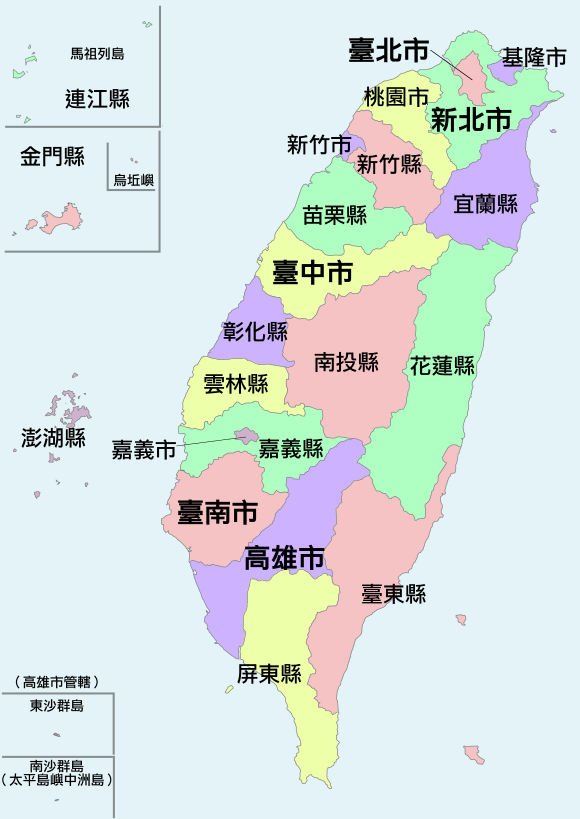 馬祖列島
連江縣
金門縣
烏坵嶼
臺北市
基隆市
桃園市
新北市
新竹市
新竹縣
宜蘭縣
苗栗縣
臺中市
彰化縣
南投縣
花蓮縣
雲林縣
澎湖縣
嘉義市
嘉義縣
臺南市
高雄市
臺東縣
屏東縣
（高雄市管轄）
東沙群島
南沙群島
（太平島嶼中洲島）